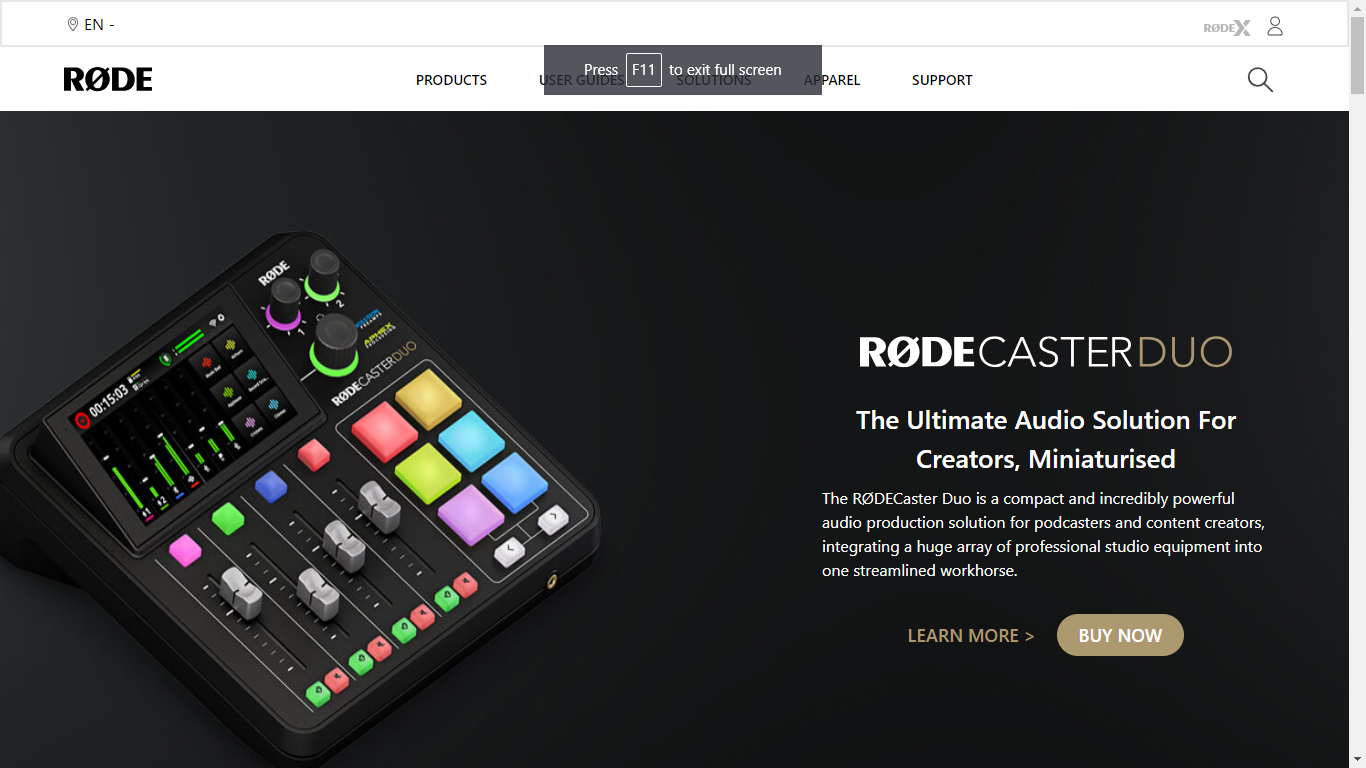 EN -
RØDEX
RØDE
PRODUCTS
USER GUIDES
SOLUTIONS
APPAREL
SUPPORT
Press F11 to exit full screen
RØDE
1
2
APHEX
RØDECASTERDUO
00:15:03
RØDECASTERDUO
The Ultimate Audio Solution For
Creators, Miniaturised
The RØDECaster Duo is a compact and incredibly powerful
audio production solution for podcasters and content creators,
integrating a huge array of professional studio equipment into
one streamlined workhorse.
LEARN MORE >
BUY NOW